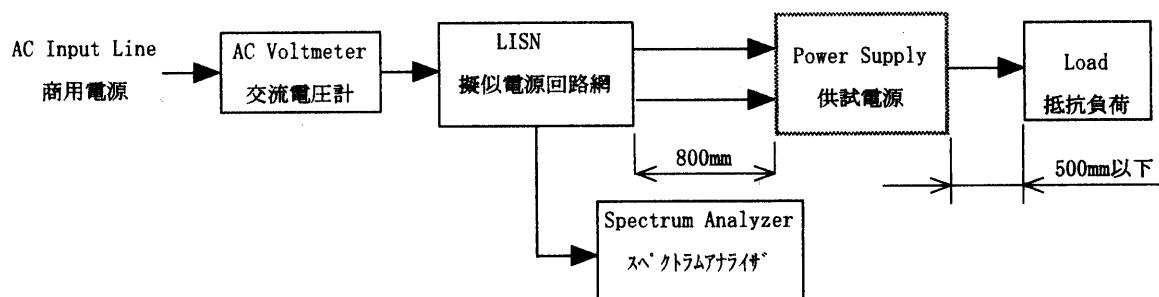 AC Input Line
商用電源
AC Voltmeter
交流電圧計
LISN
擬似電源回路網
Power Supply
供試電源
Load
抵抗負荷
800mm
500mm以下
Spectrum Analyzer
ｽﾍﾟｸﾄﾗﾑｱﾅﾗｲｻﾞ